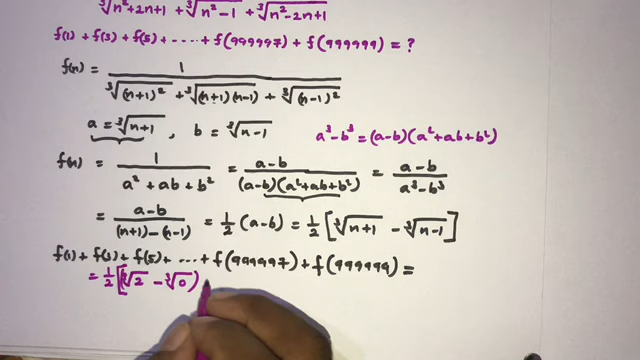 ∛(n²+2n+1) + ∛(n²-1) + ∛(n²-2n+1)
f(1) + f(3) + f(5) + ..... + f(999997) + f(999999) = ?
f(n) = 1 / (∛(n+1)² + ∛(n+1)(n-1) + ∛(n-1)²)
a = ∛(n+1) , b = ∛(n-1) a³-b³ = (a-b)(a²+ab+b²)
f(n) = 1 / (a² + ab + b²) = (a-b) / ((a-b)(a²+ab+b²)) = (a-b) / (a³-b³)
= (a-b) / ((n+1)-(n-1)) = 1/2 (a-b) = 1/2 [∛(n+1) - ∛(n-1)]
f(1) + f(3) + f(5) + ... + f(999997) + f(999999) =
= 1/2 [(∛2 - ∛0)